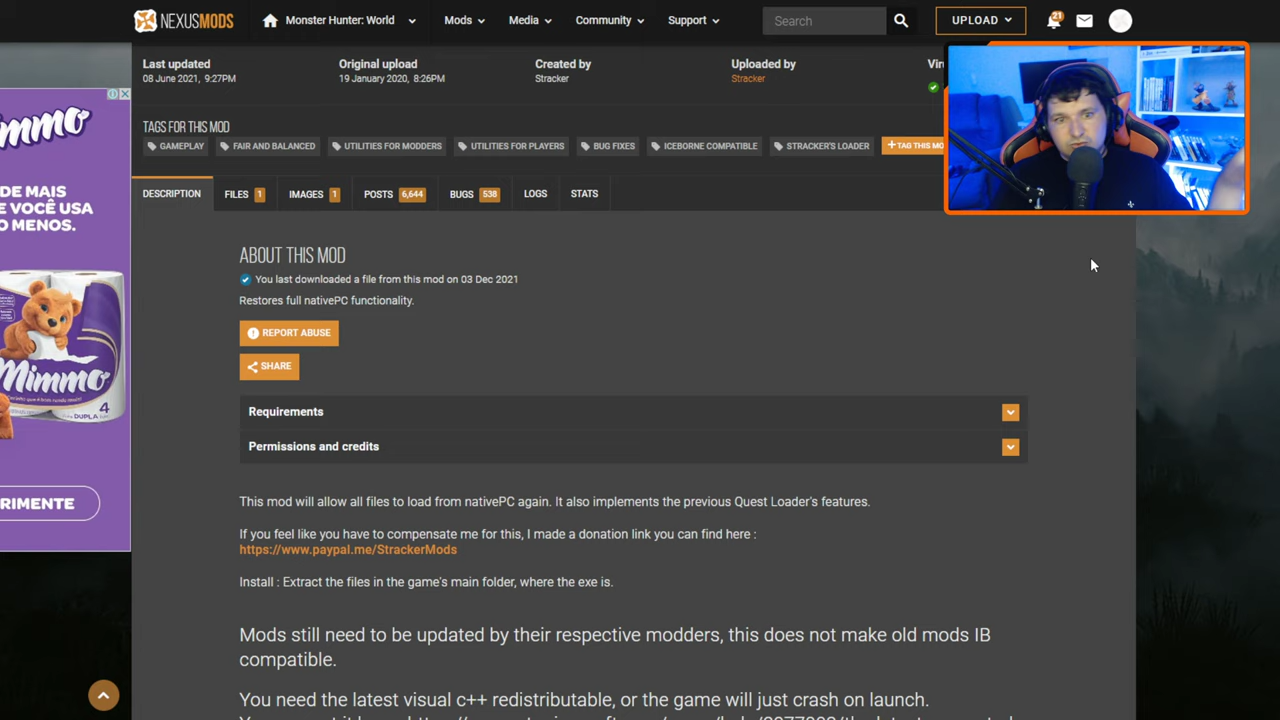 NEXUSMODS Monster Hunter: World Mods Media Community Support Search UPLOAD 21
Last updated
08 June 2021, 9:27PM
Original upload
19 January 2020, 8:26PM
Created by
Stracker
Uploaded by
Stracker
TAGS FOR THIS MOD
GAMEPLAY FAIR AND BALANCED UTILITIES FOR MODDERS UTILITIES FOR PLAYERS BUG FIXES ICEBORNE COMPATIBLE STRACKER'S LOADER +TAG THIS MO
DESCRIPTION FILES 1 IMAGES 1 POSTS 6,644 BUGS 538 LOGS STATS
ABOUT THIS MOD
You last downloaded a file from this mod on 03 Dec 2021
Restores full nativePC functionality.
REPORT ABUSE
SHARE
Requirements
Permissions and credits
This mod will allow all files to load from nativePC again. It also implements the previous Quest Loader's features.
If you feel like you have to compensate me for this, I made a donation link you can find here :
https://www.paypal.me/StrackerMods
Install : Extract the files in the game's main folder, where the exe is.
Mods still need to be updated by their respective modders, this does not make old mods IB
compatible.
You need the latest visual c++ redistributable, or the game will just crash on launch.
mmo
DE MAIS
VOCÊ USA
O MENOS.
Mimmo
4
DUPLA
RIMENTE